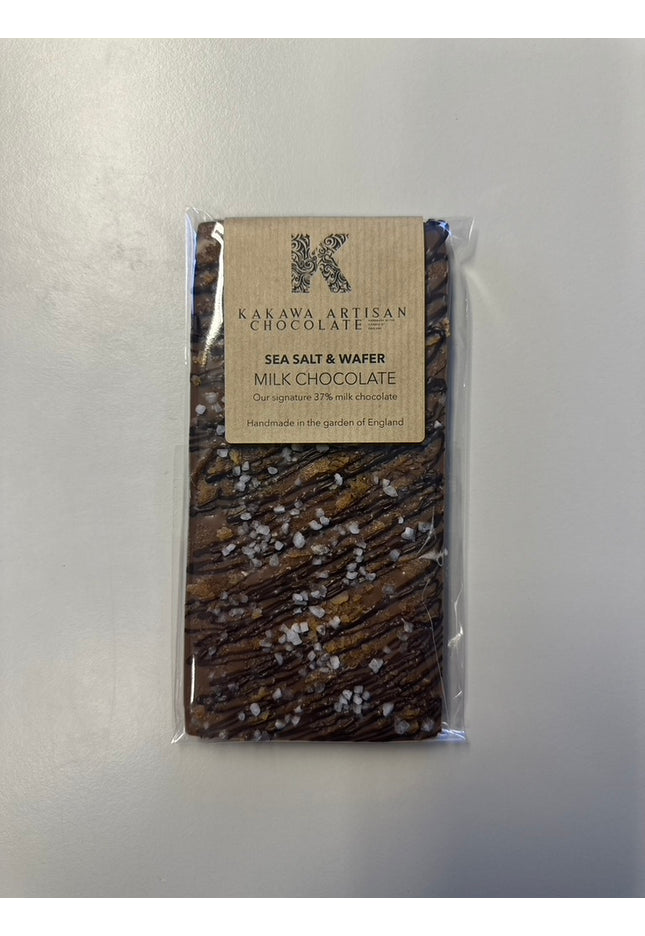 K
KAKAWA ARTISAN
CHOCOLATE
SEA SALT & WAFER
MILK CHOCOLATE
Our signature 37% milk chocolate
Handmade in the garden of England